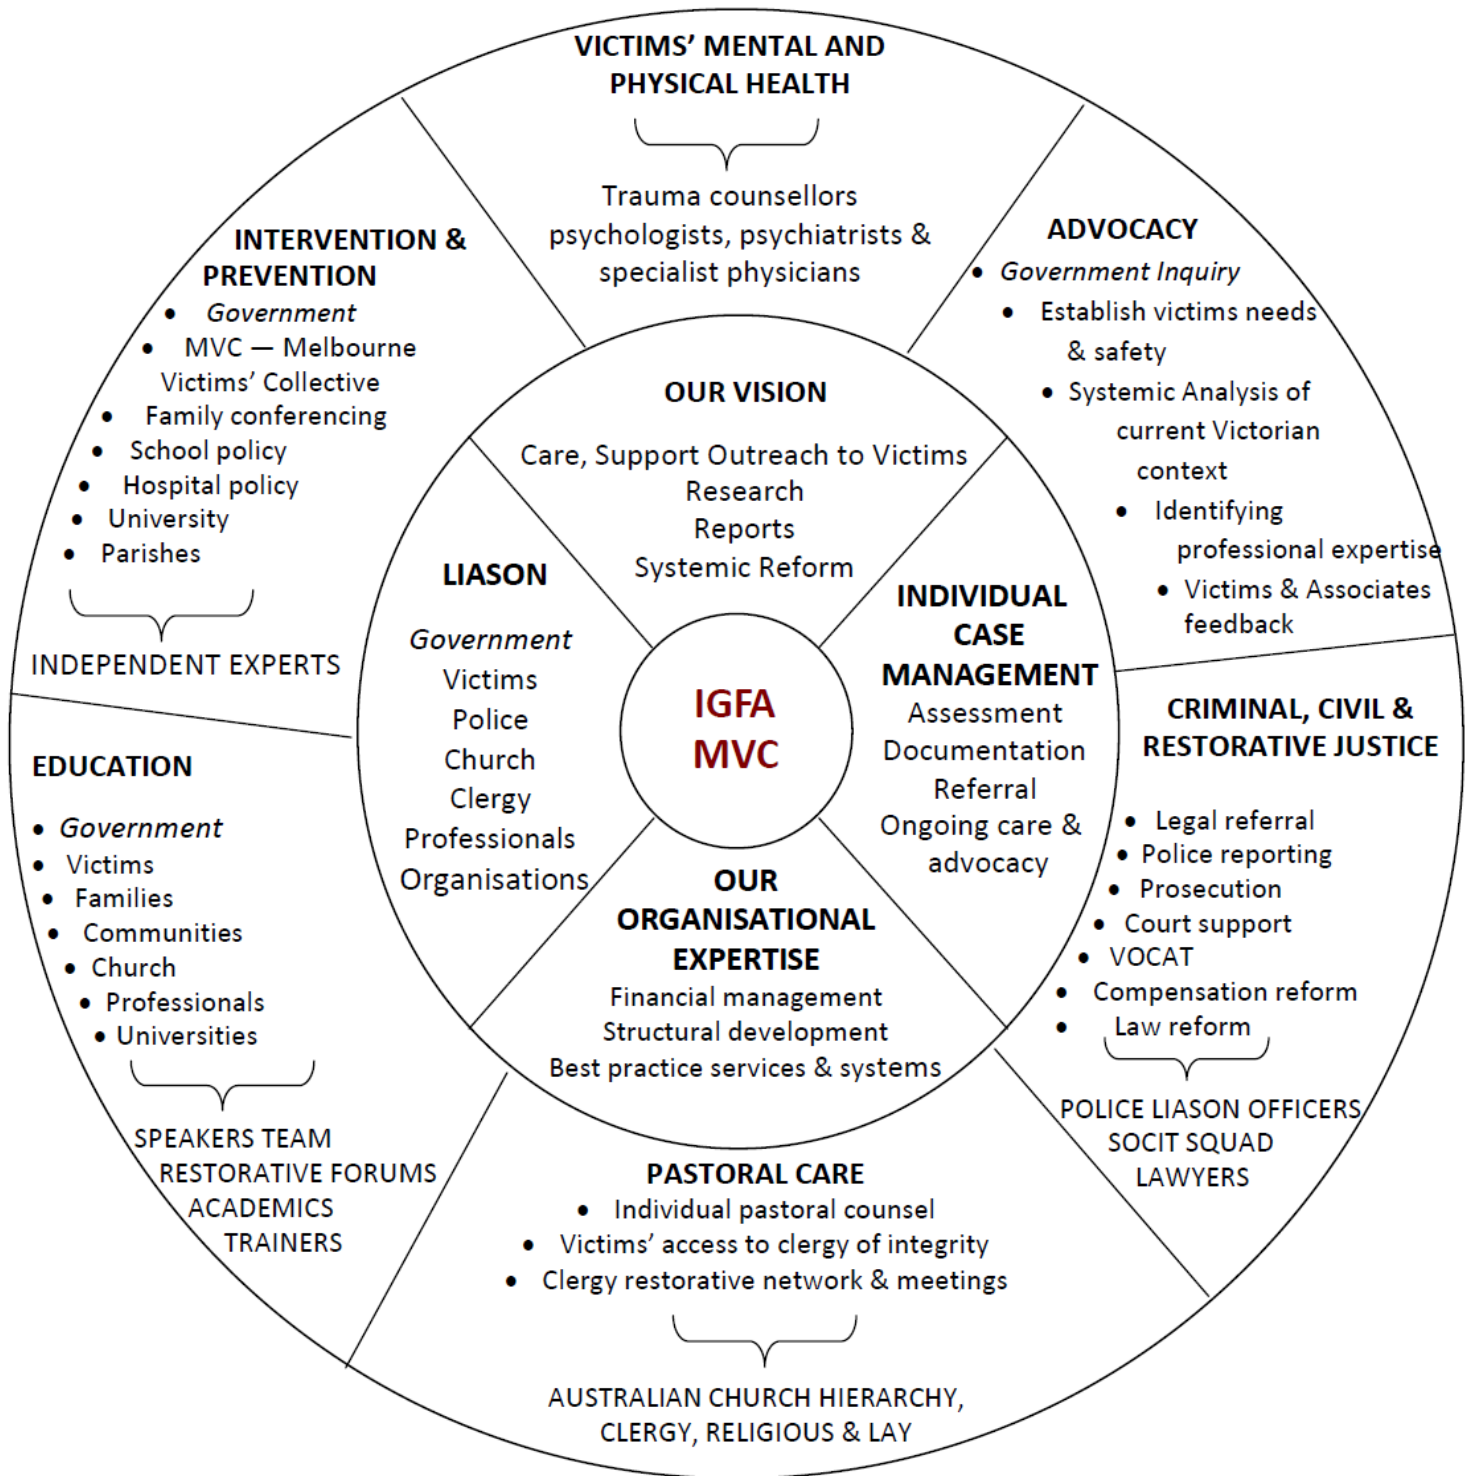 VICTIMS’ MENTAL AND
PHYSICAL HEALTH
Trauma counsellors
psychologists, psychiatrists &
specialist physicians
ADVOCACY
• Government Inquiry
• Establish victims needs
& safety
• Systemic Analysis of
current Victorian
context
• Identifying
professional expertise
• Victims & Associates
feedback
CRIMINAL, CIVIL &
RESTORATIVE JUSTICE
• Legal referral
• Police reporting
• Prosecution
• Court support
• VOCAT
• Compensation reform
• Law reform
POLICE LIASON OFFICERS
SOCIT SQUAD
LAWYERS
PASTORAL CARE
• Individual pastoral counsel
• Victims’ access to clergy of integrity
• Clergy restorative network & meetings
AUSTRALIAN CHURCH HIERARCHY,
CLERGY, RELIGIOUS & LAY
EDUCATION
• Government
• Victims
• Families
• Communities
• Church
• Professionals
• Universities
SPEAKERS TEAM
RESTORATIVE FORUMS
ACADEMICS
TRAINERS
INTERVENTION &
PREVENTION
• Government
• MVC — Melbourne
Victims’ Collective
• Family conferencing
• School policy
• Hospital policy
• University
• Parishes
INDEPENDENT EXPERTS
OUR VISION
Care, Support Outreach to Victims
Research
Reports
Systemic Reform
INDIVIDUAL
CASE
MANAGEMENT
Assessment
Documentation
Referral
Ongoing care &
advocacy
OUR
ORGANISATIONAL
EXPERTISE
Financial management
Structural development
Best practice services & systems
LIASON
Government
Victims
Police
Church
Clergy
Professionals
Organisations
IGFA
MVC